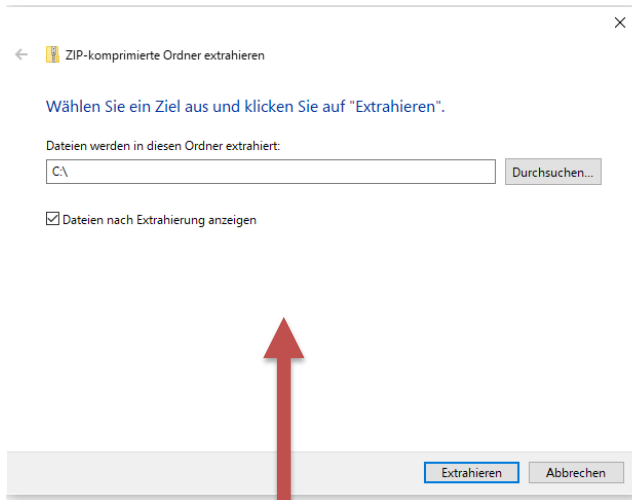 ZIP-komprimierte Ordner extrahieren
Wählen Sie ein Ziel aus und klicken Sie auf "Extrahieren".
Dateien werden in diesen Ordner extrahiert:
C:\
Durchsuchen...
Dateien nach Extrahierung anzeigen
Extrahieren
Abbrechen